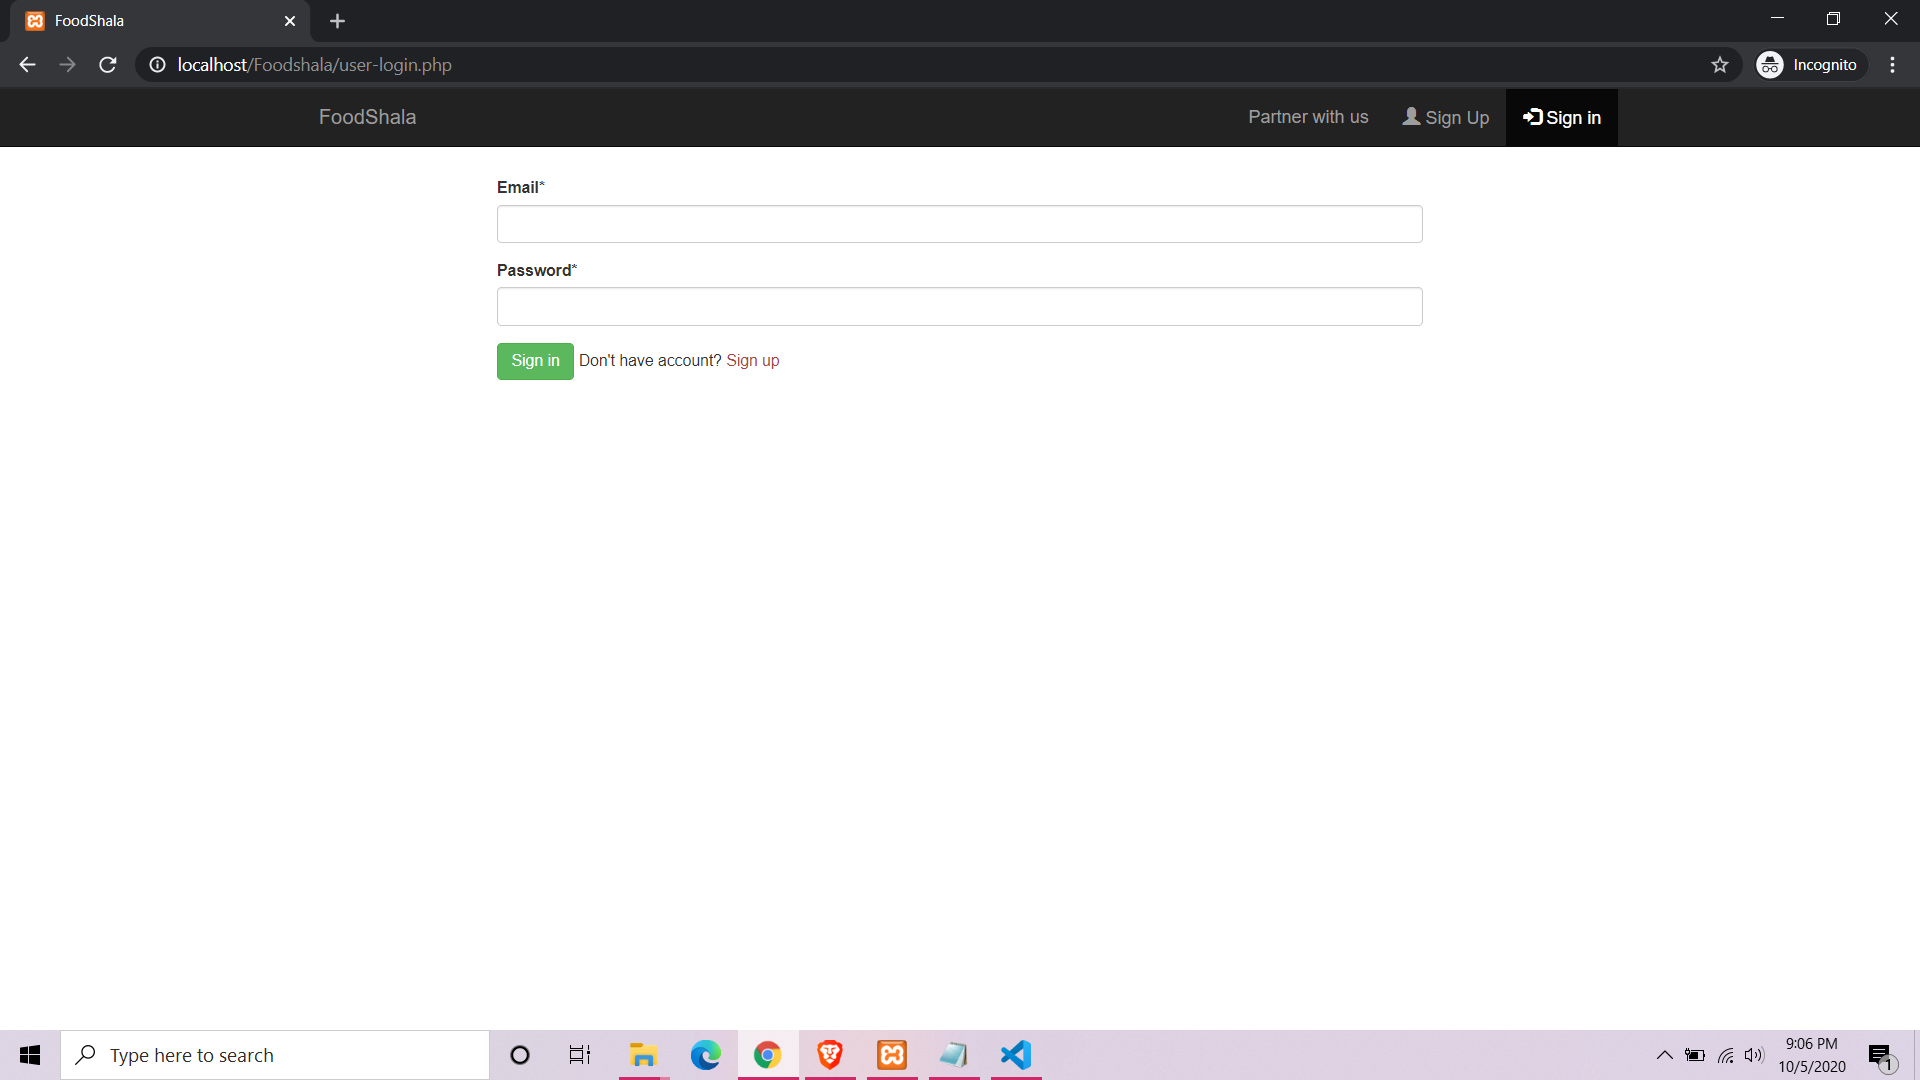 FoodShala
localhost/Foodshala/user-login.php
Incognito
FoodShala
Partner with us
Sign Up
Sign in
Email*
Password*
Sign in Don't have account? Sign up
Type here to search
9:06 PM
10/5/2020
1